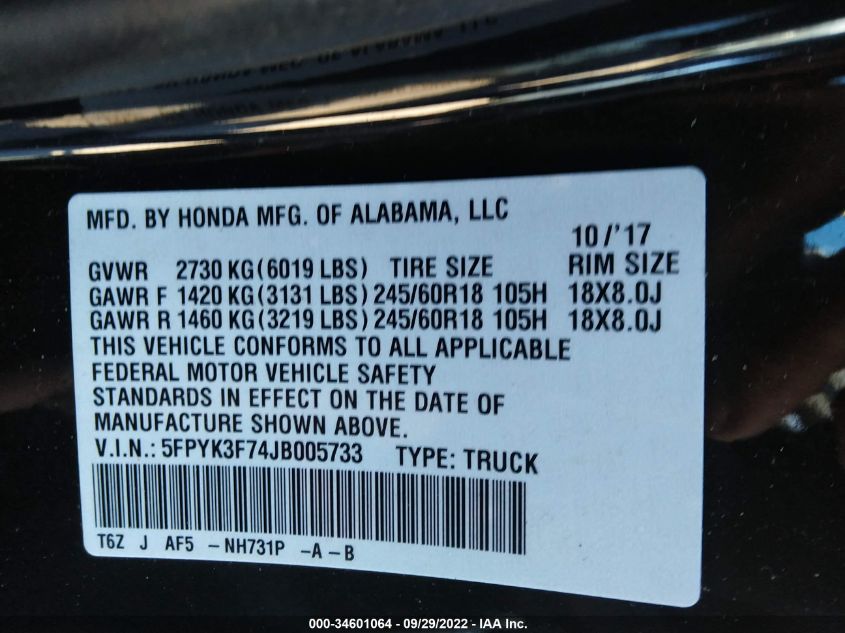 MFD. BY HONDA MFG. OF ALABAMA, LLC
10/'17
GVWR 2730 KG(6019 LBS) TIRE SIZE RIM SIZE
GAWR F 1420 KG(3131 LBS) 245/60R18 105H 18X8.0J
GAWR R 1460 KG(3219 LBS) 245/60R18 105H 18X8.0J
THIS VEHICLE CONFORMS TO ALL APPLICABLE
FEDERAL MOTOR VEHICLE SAFETY
STANDARDS IN EFFECT ON THE DATE OF
MANUFACTURE SHOWN ABOVE.
V.I.N.: 5FPYK3F74JB005733 TYPE: TRUCK
T6Z J AF5 -NH731P -A -B
000-34601064 / 09/29/2022 - IAA Inc.